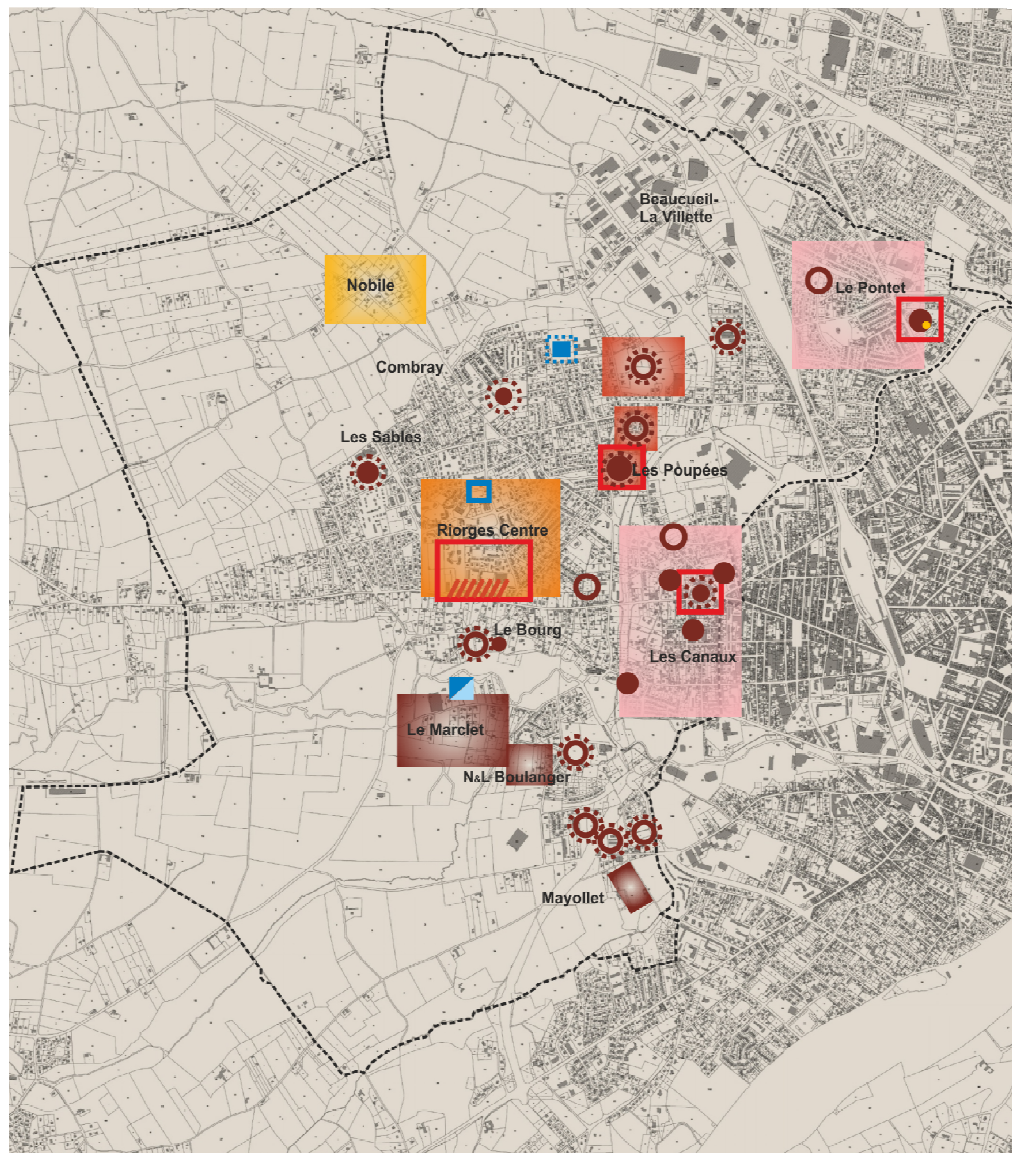 Beaucueil-
La Villette
Nobile
Le Pontet
Combray
Les Sables
Les Poupées
Riorges Centre
Le Bourg
Les Canaux
Le Marclet
N&L Boulanger
Mayollet